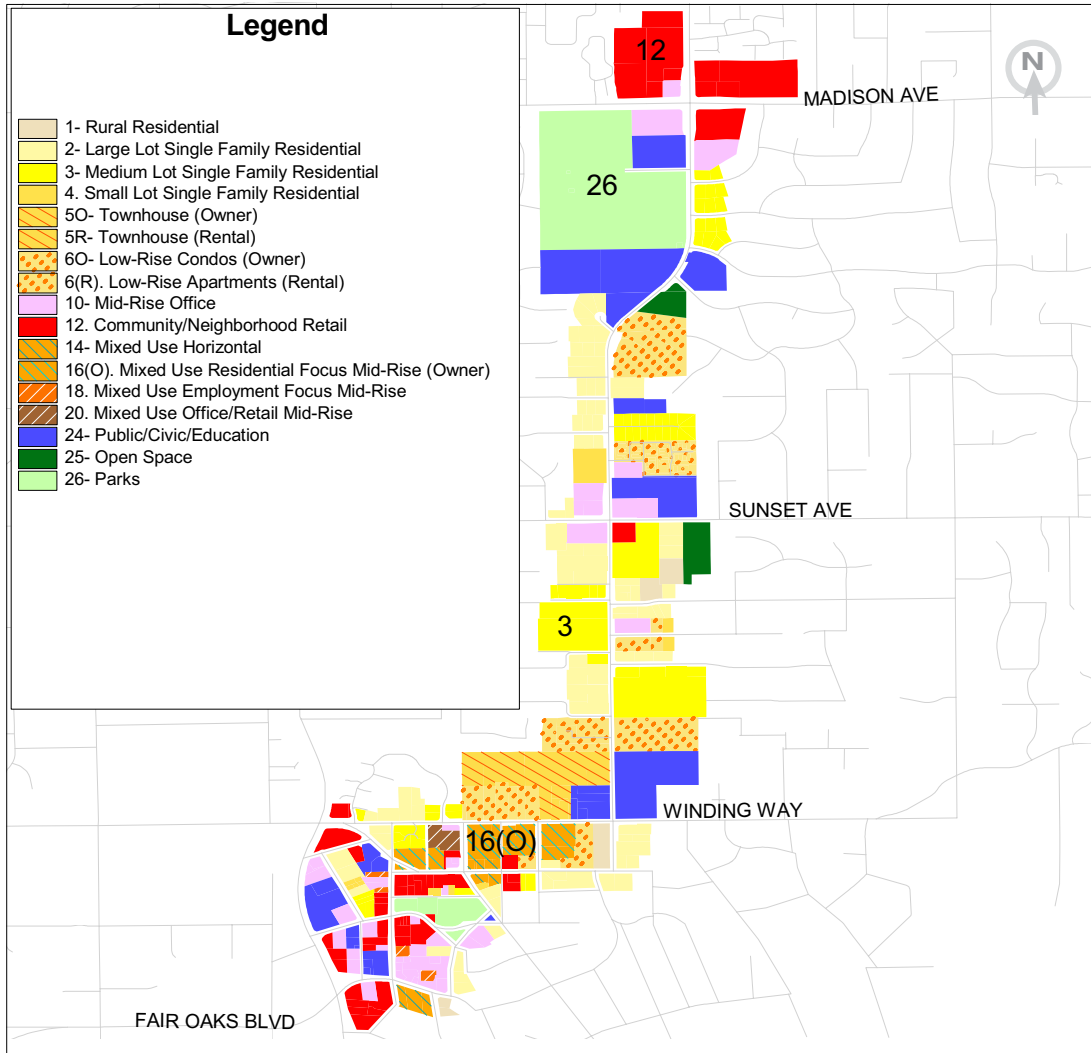 Legend
1- Rural Residential
2- Large Lot Single Family Residential
3- Medium Lot Single Family Residential
4. Small Lot Single Family Residential
5O- Townhouse (Owner)
5R- Townhouse (Rental)
6O- Low-Rise Condos (Owner)
6(R). Low-Rise Apartments (Rental)
10- Mid-Rise Office
12. Community/Neighborhood Retail
14- Mixed Use Horizontal
16(O). Mixed Use Residential Focus Mid-Rise (Owner)
18. Mixed Use Employment Focus Mid-Rise
20. Mixed Use Office/Retail Mid-Rise
24- Public/Civic/Education
25- Open Space
26- Parks
12
N
MADISON AVE
26
SUNSET AVE
3
WINDING WAY
16(O)
FAIR OAKS BLVD